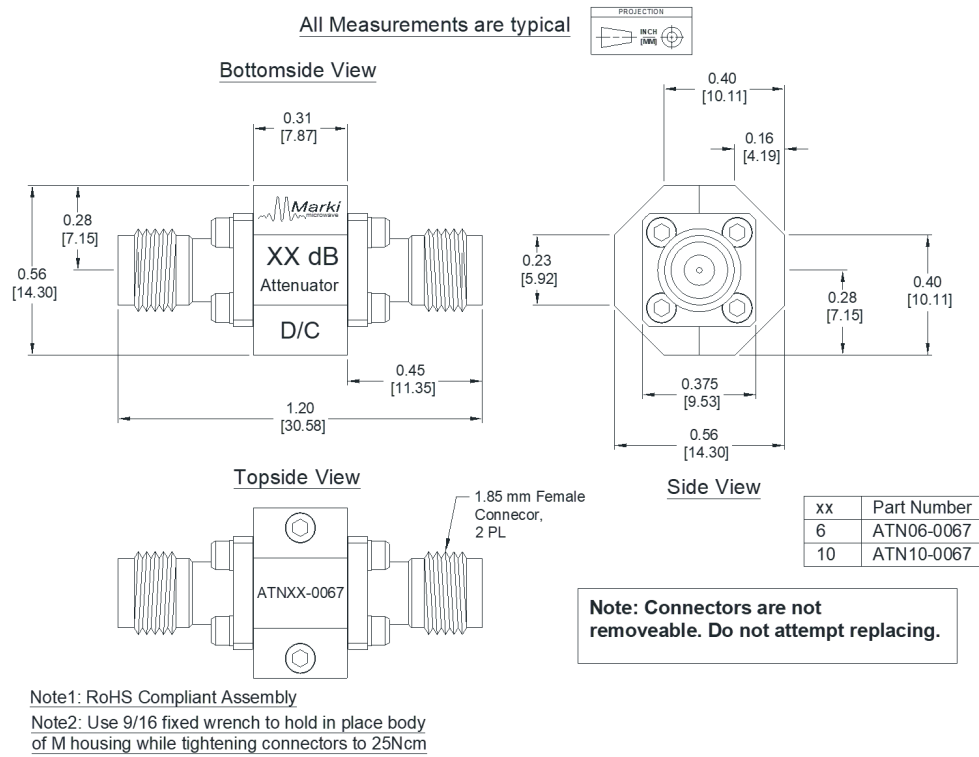 All Measurements are typical
PROJECTION
INCH
[MM]
Bottomside View
0.31
[7.87]
0.28
[7.15]
0.56
[14.30]
Marki
microwave
XX dB
Attenuator
D/C
0.45
[11.35]
1.20
[30.58]
0.40
[10.11]
0.16
[4.19]
0.23
[5.92]
0.28
[7.15]
0.40
[10.11]
0.375
[9.53]
0.56
[14.30]
Side View
Topside View
1.85 mm Female
Connecor,
2 PL
ATNXX-0067
xx Part Number
6 ATN06-0067
10 ATN10-0067
Note: Connectors are not
removeable. Do not attempt replacing.
Note1: RoHS Compliant Assembly
Note2: Use 9/16 fixed wrench to hold in place body
of M housing while tightening connectors to 25Ncm